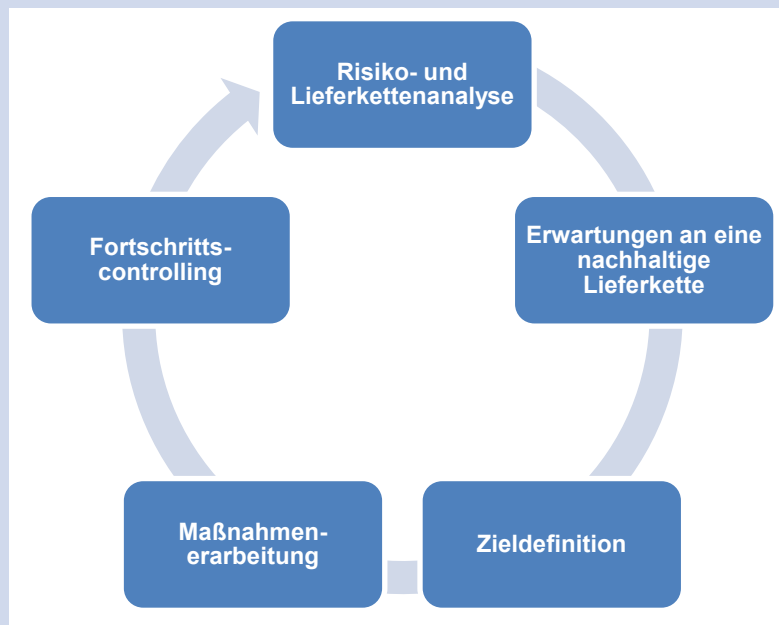 Risiko- und
Lieferkettenanalyse
Erwartungen an eine
nachhaltige
Lieferkette
Zieldefinition
Maßnahmen-
erarbeitung
Fortschritts-
controlling